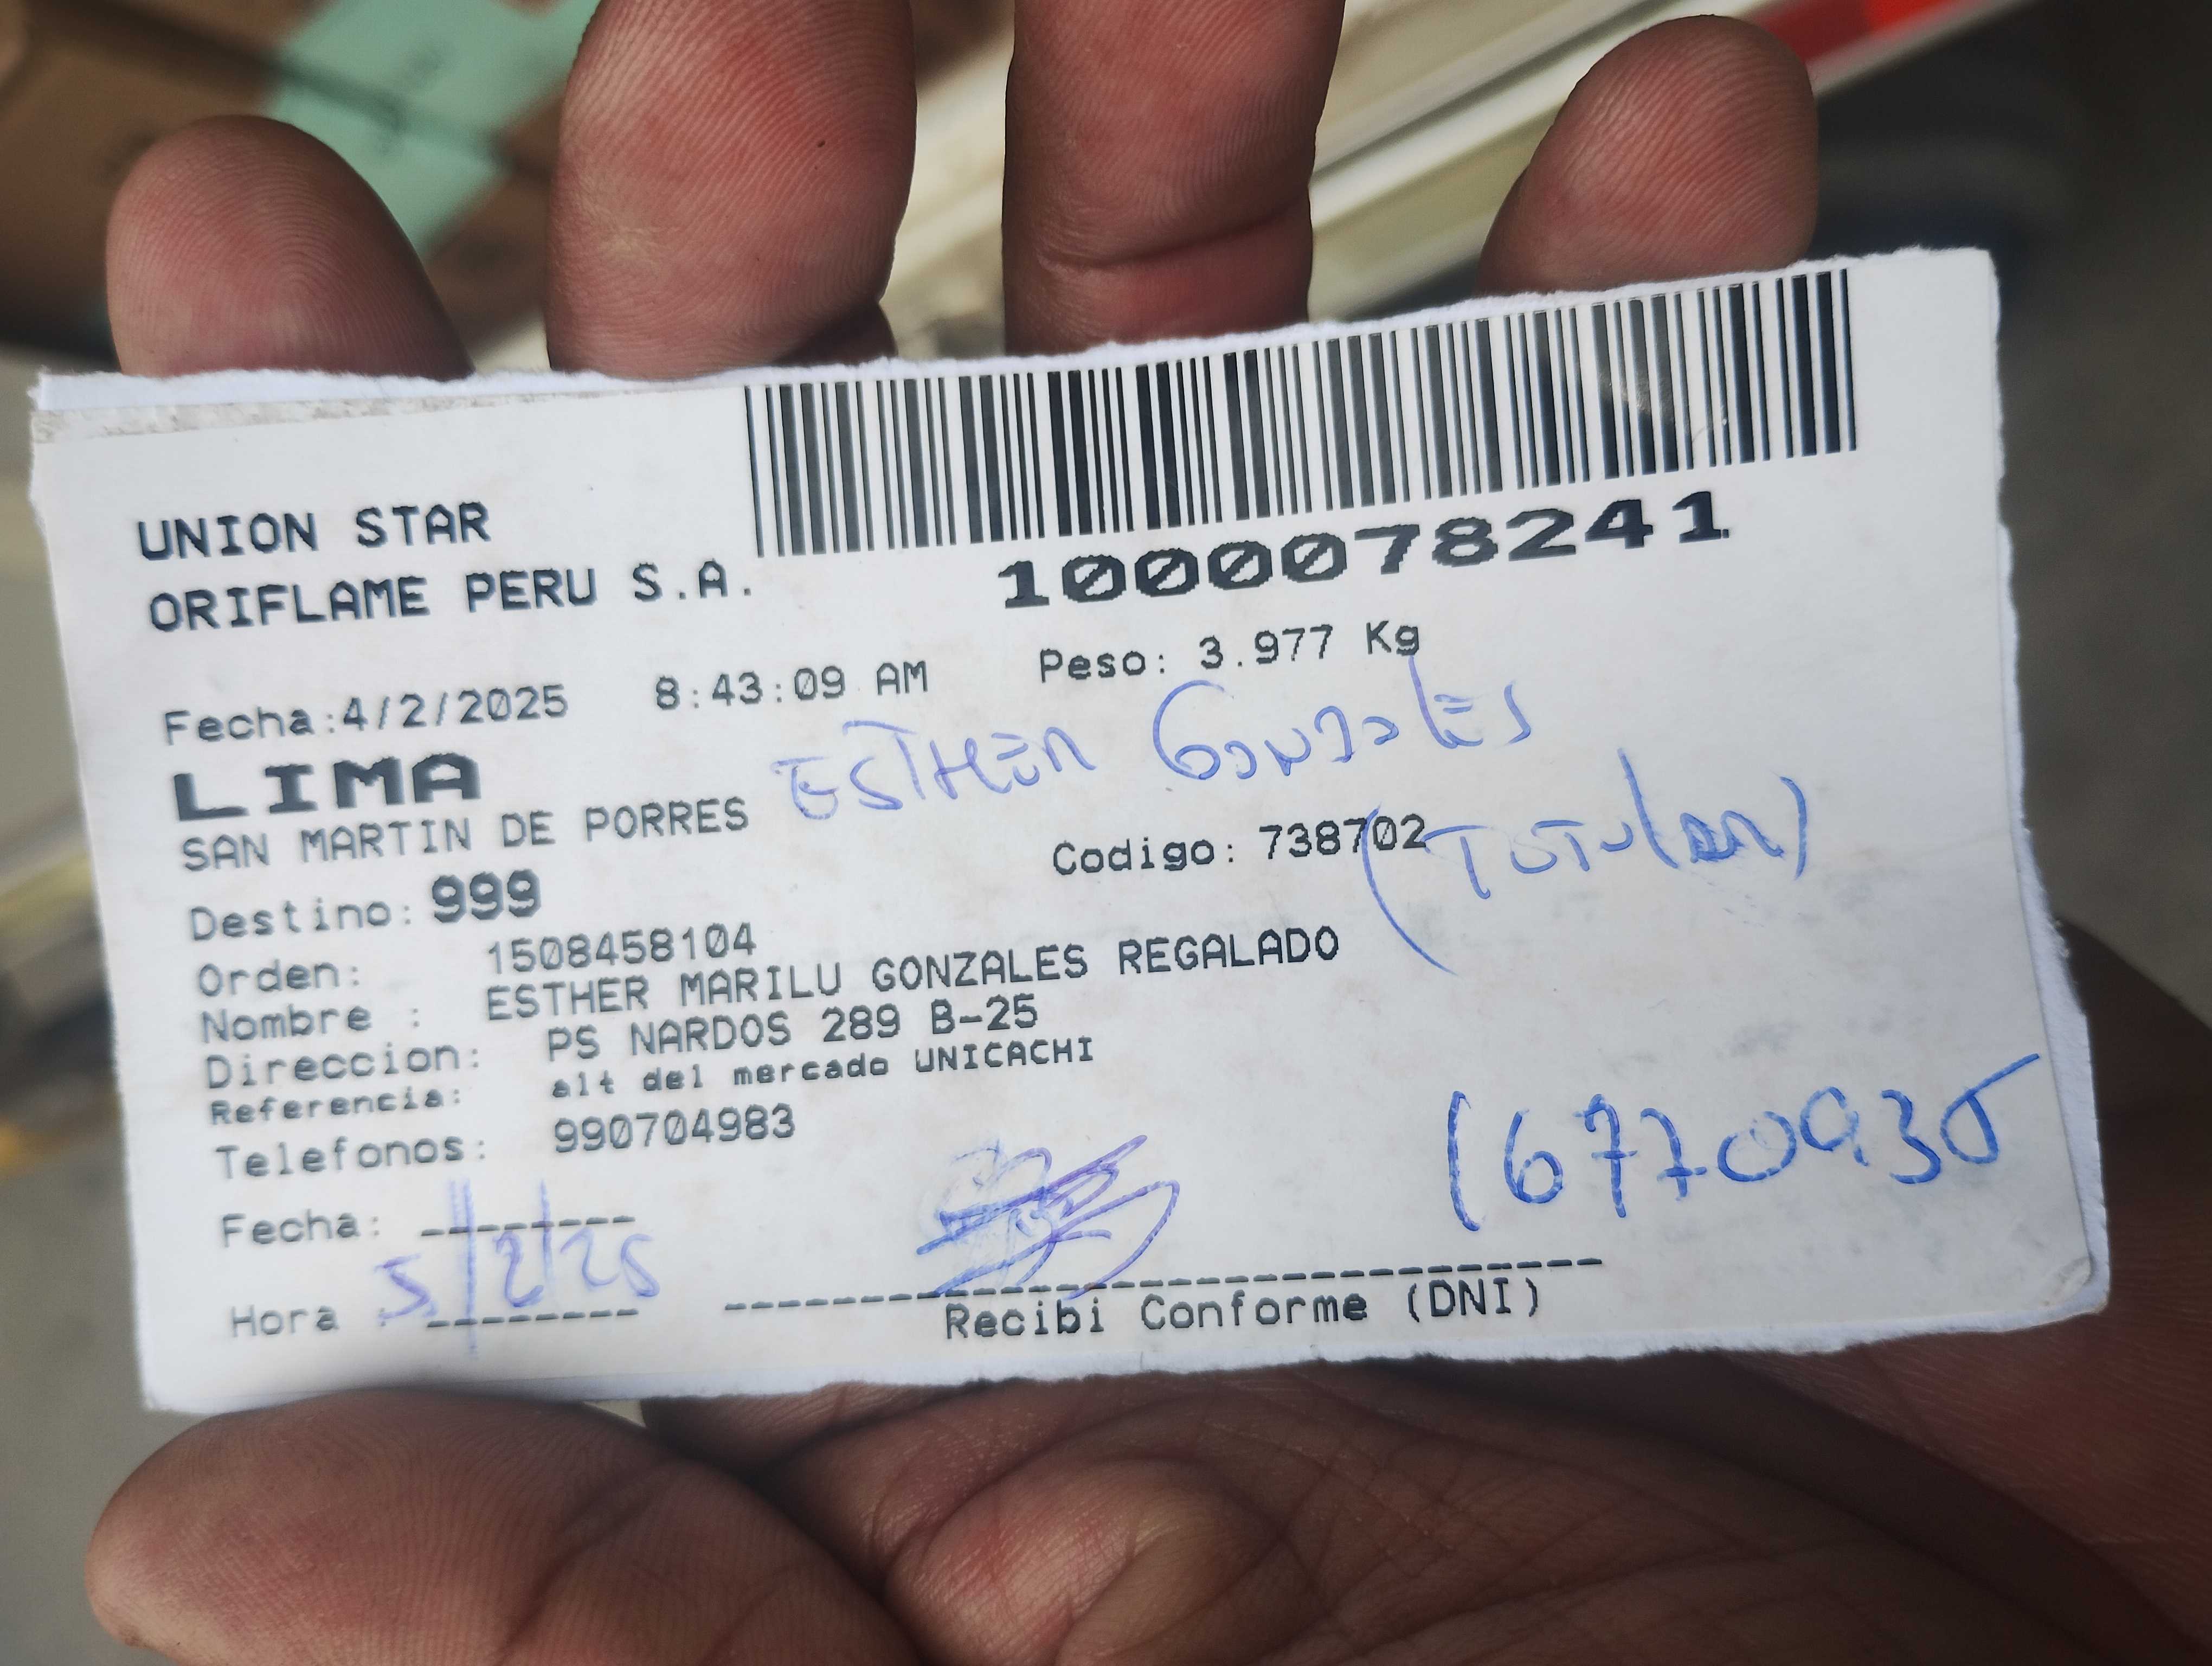 UNION STAR
ORIFLAME PERU S.A.
1000078241
Fecha:4/2/2025 8:43:09 AM Peso: 3.977 Kg
LIMA
ESTHER GONZALES
SAN MARTIN DE PORRES
(TITULAR)
Destino: 999 Codigo: 738702
Orden: 1508458104
Nombre : ESTHER MARILU GONZALES REGALADO
Direccion: PS NARDOS 289 B-25
Referencia: alt del mercado UNICACHI
Telefonos: 990704983
16770935
Fecha:
5/2/25
Hora :
Recibi Conforme (DNI)